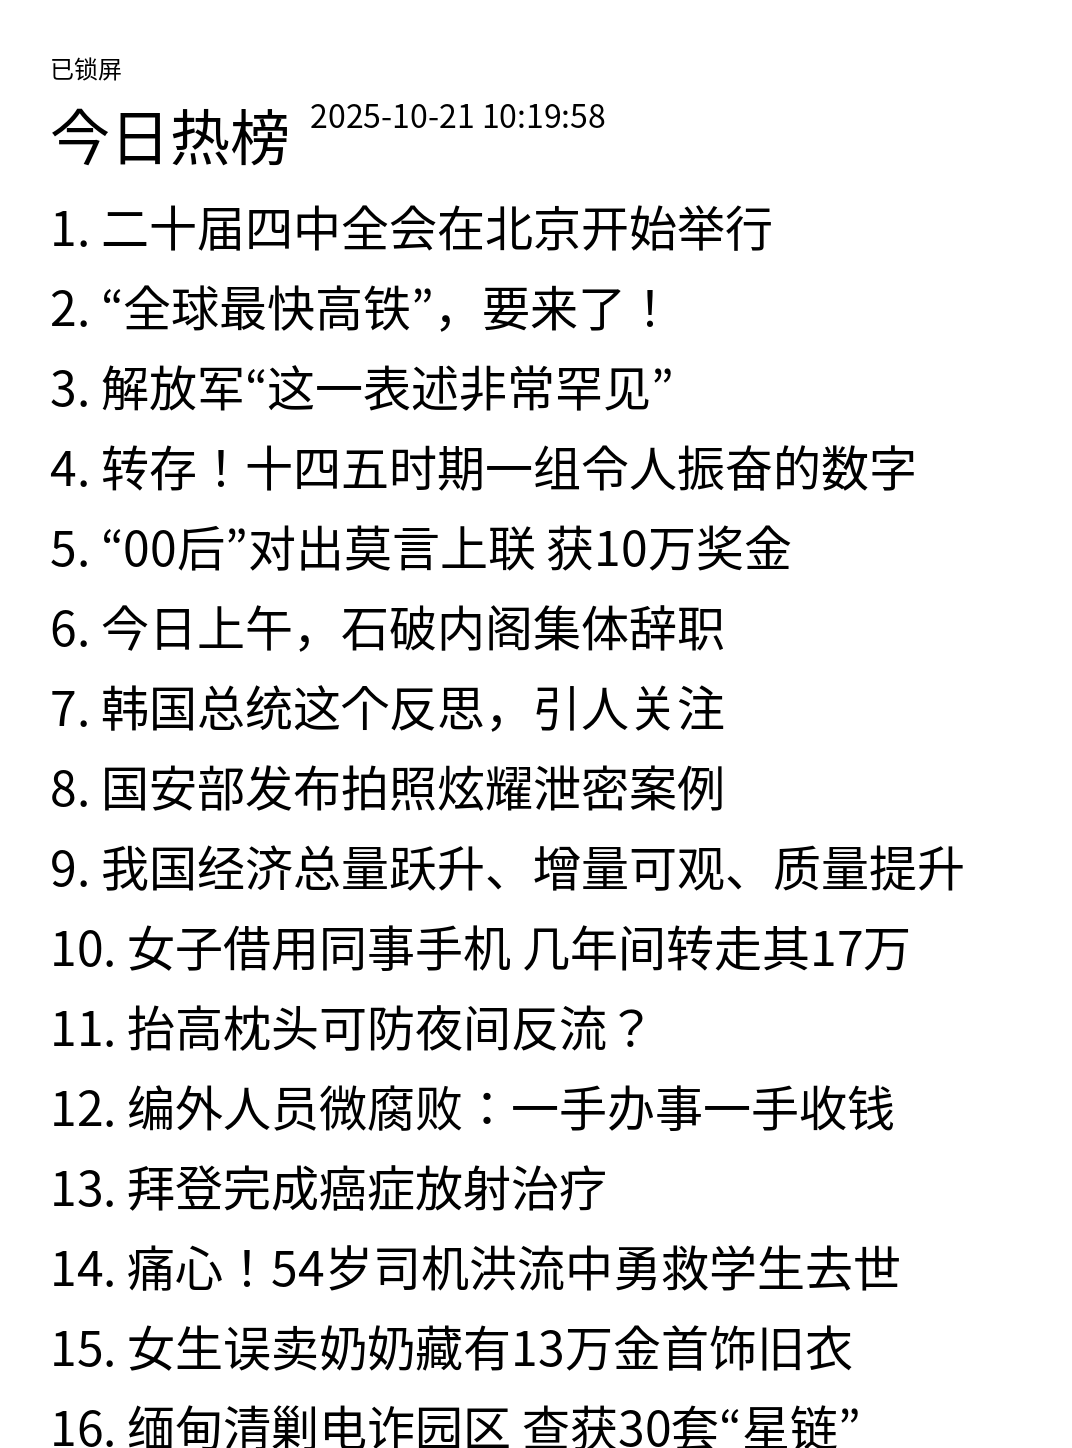 已锁屏
今日热榜 2025-10-21 10:19:58
1. 二十届四中全会在北京开始举行
2. “全球最快高铁”，要来了！
3. 解放军“这一表述非常罕见”
4. 转存！十四五时期一组令人振奋的数字
5. “00后”对出莫言上联 获10万奖金
6. 今日上午，石破内阁集体辞职
7. 韩国总统这个反思，引人关注
8. 国安部发布拍照炫耀泄密案例
9. 我国经济总量跃升、增量可观、质量提升
10. 女子借用同事手机 几年间转走其17万
11. 抬高枕头可防夜间反流？
12. 编外人员微腐败：一手办事一手收钱
13. 拜登完成癌症放射治疗
14. 痛心！54岁司机洪流中勇救学生去世
15. 女生误卖奶奶藏有13万金首饰旧衣
16. 缅甸清剿电诈园区 查获30套“星链”